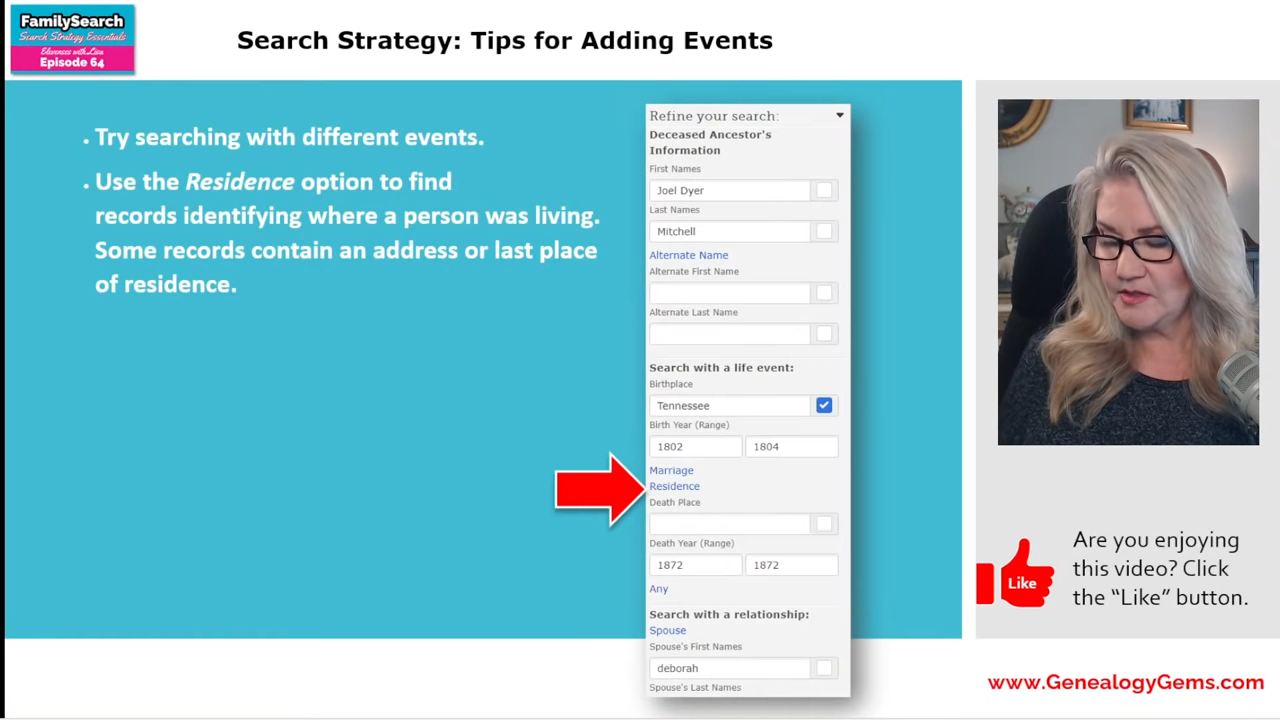 FamilySearch
Search Strategy Essentials
Elevenses with Lisa
Episode 64
Search Strategy: Tips for Adding Events
• Try searching with different events.
• Use the Residence option to find
records identifying where a person was living.
Some records contain an address or last place
of residence.
Refine your search:
Deceased Ancestor's
Information
First Names
Joel Dyer
Last Names
Mitchell
Alternate Name
Alternate First Name
Alternate Last Name
Search with a life event:
Birthplace
Tennessee
Birth Year (Range)
1802 1804
Marriage
Residence
Death Place
Death Year (Range)
1872 1872
Any
Search with a relationship:
Spouse
Spouse's First Names
deborah
Spouse's Last Names
Like
Are you enjoying
this video? Click
the “Like” button.
www.GenealogyGems.com